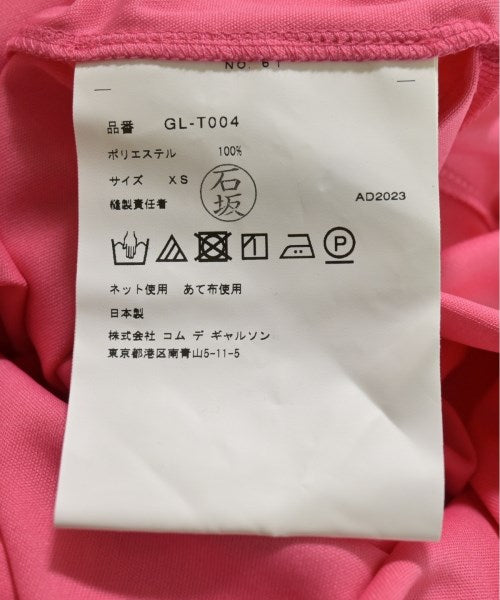 NO. 61
品番 GL-T004
ポリエステル 100%
サイズ XS
縫製責任者 石坂
AD2023
P
ネット使用 あて布使用
日本製
株式会社 コム デ ギャルソン
東京都港区南青山5-11-5